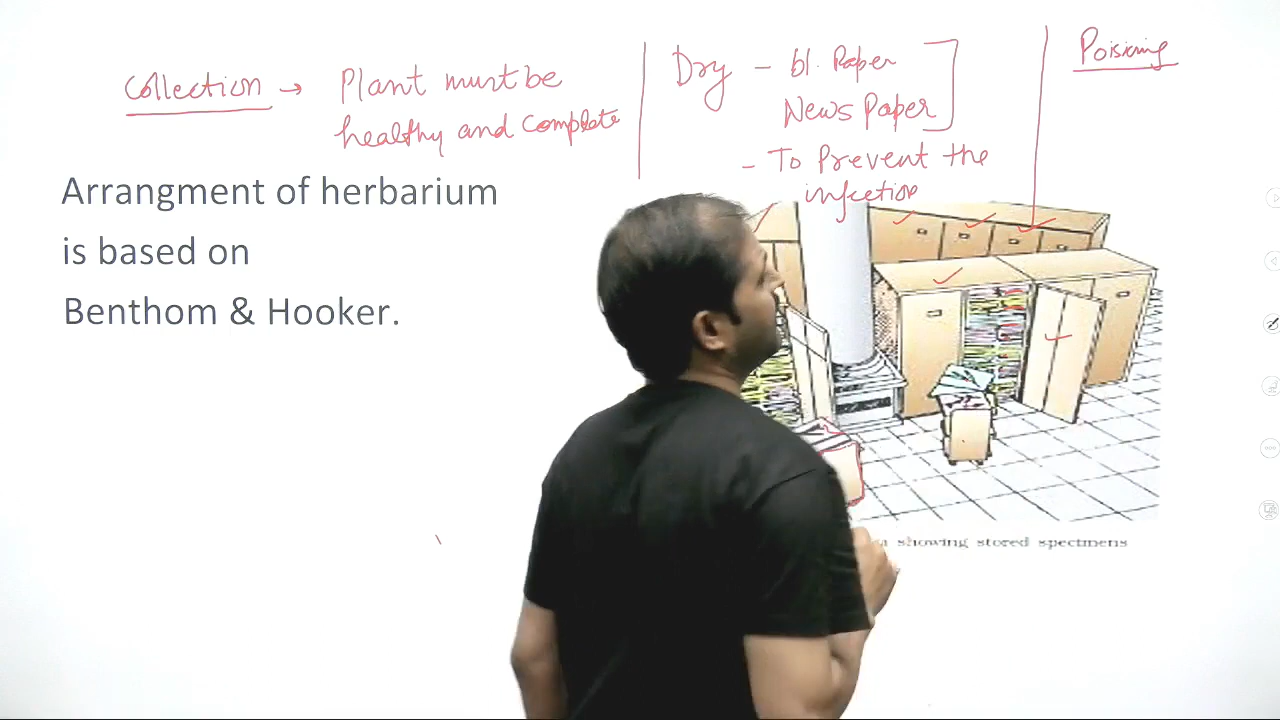 Collection → Plant must be
healthy and complete
Dry - bl. Paper
News Paper
- To Prevent the
infection
Poisioning
Arrangment of herbarium
is based on
Benthom & Hooker.
showing stored specimens